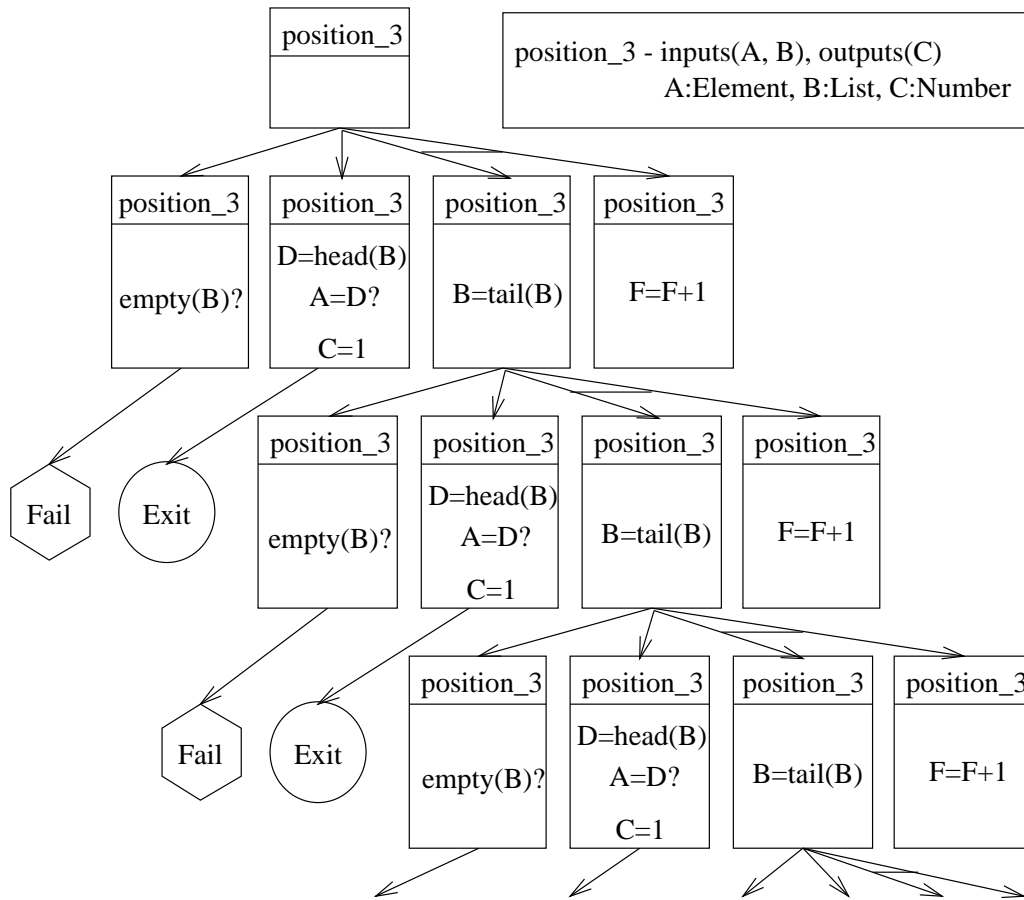 position_3
position_3 - inputs(A, B), outputs(C)
A:Element, B:List, C:Number
position_3
empty(B)?
position_3
D=head(B)
A=D?
C=1
position_3
B=tail(B)
position_3
F=F+1
Fail
Exit
position_3
empty(B)?
position_3
D=head(B)
A=D?
C=1
position_3
B=tail(B)
position_3
F=F+1
Fail
Exit
position_3
empty(B)?
position_3
D=head(B)
A=D?
C=1
position_3
B=tail(B)
position_3
F=F+1